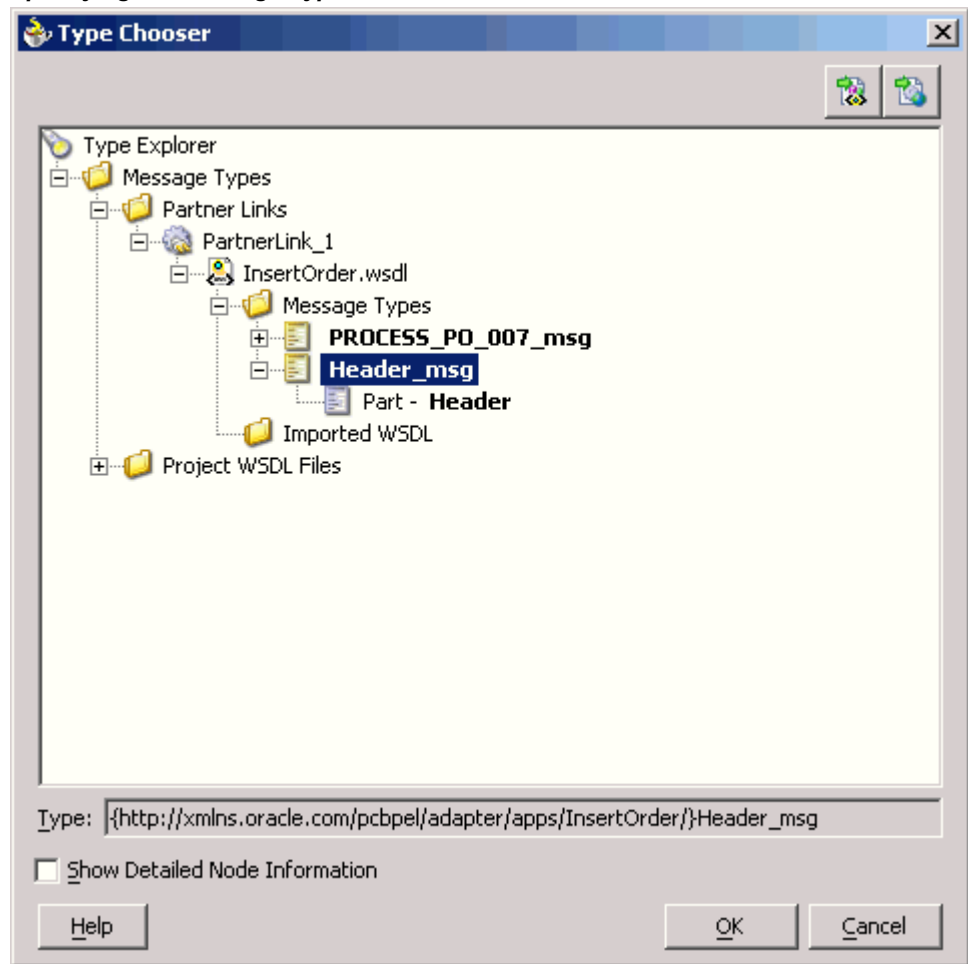 Type Chooser
Type Explorer
Message Types
Partner Links
PartnerLink_1
InsertOrder.wsdl
Message Types
PROCESS_PO_007_msg
Header_msg
Part - Header
Imported WSDL
Project WSDL Files
Type: {http://xmlns.oracle.com/pcbpel/adapter/apps/InsertOrder/}Header_msg
Show Detailed Node Information
Help OK Cancel